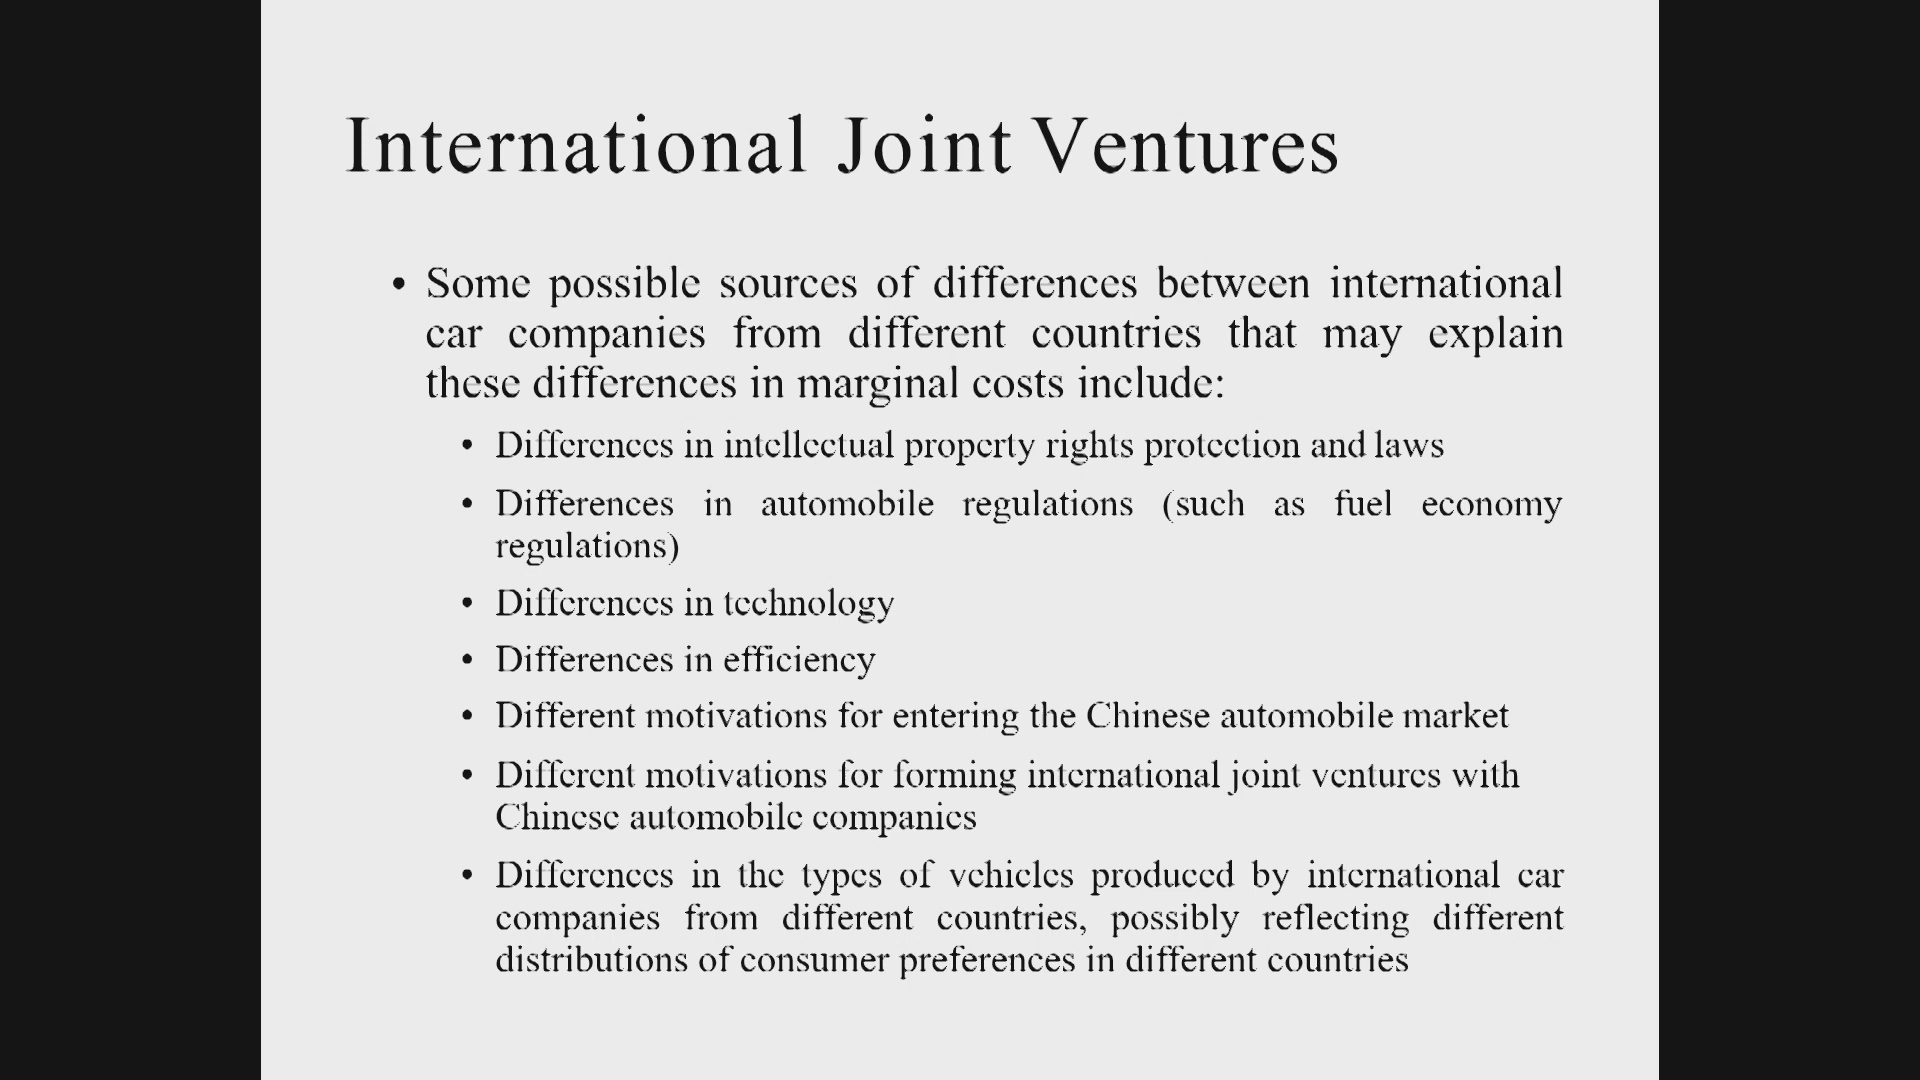 International Joint Ventures
• Some possible sources of differences between international
car companies from different countries that may explain
these differences in marginal costs include:
• Differences in intellectual property rights protection and laws
• Differences in automobile regulations (such as fuel economy
regulations)
• Differences in technology
• Differences in efficiency
• Different motivations for entering the Chinese automobile market
• Different motivations for forming international joint ventures with
Chinese automobile companies
• Differences in the types of vehicles produced by international car
companies from different countries, possibly reflecting different
distributions of consumer preferences in different countries